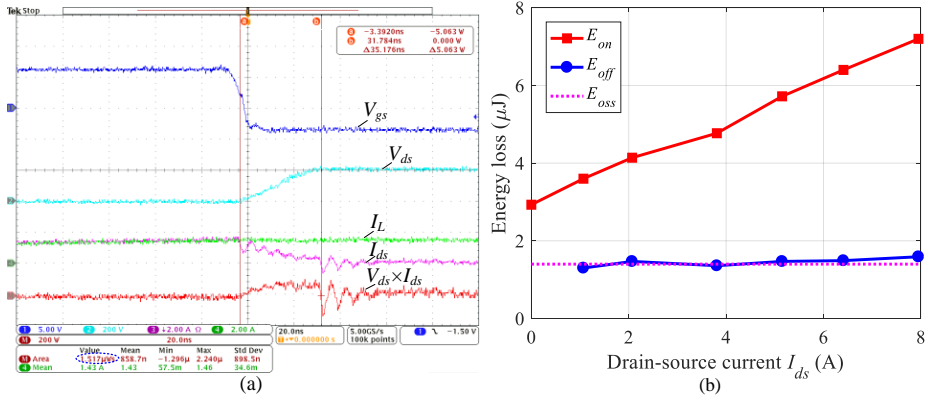 Tek Stop
a
b
a -3.3920ns -5.063 W
b 31.784ns 0.000 W
Δ35.176ns Δ5.063 W
Vgs
Vds
IL
Ids
Vds×Ids
1 5.00 V 2 200 V 3 2.00 A Ω 4 2.00 A
M 200 W 20.0ns
20.0ns
0.000000 s
5.00GS/s
100k points
1 -1.50 V
Value Mean Min Max Std Dev
M Area 858.7n -1.296µ 2.240µ 898.5n
4 Mean 1.43 A 1.43 57.5m 1.46 34.6m
(a)
Energy loss (µJ)
8
6
4
2
0
Eon
Eoff
Eoss
0 2 4 6 8
Drain-source current Ids (A)
(b)